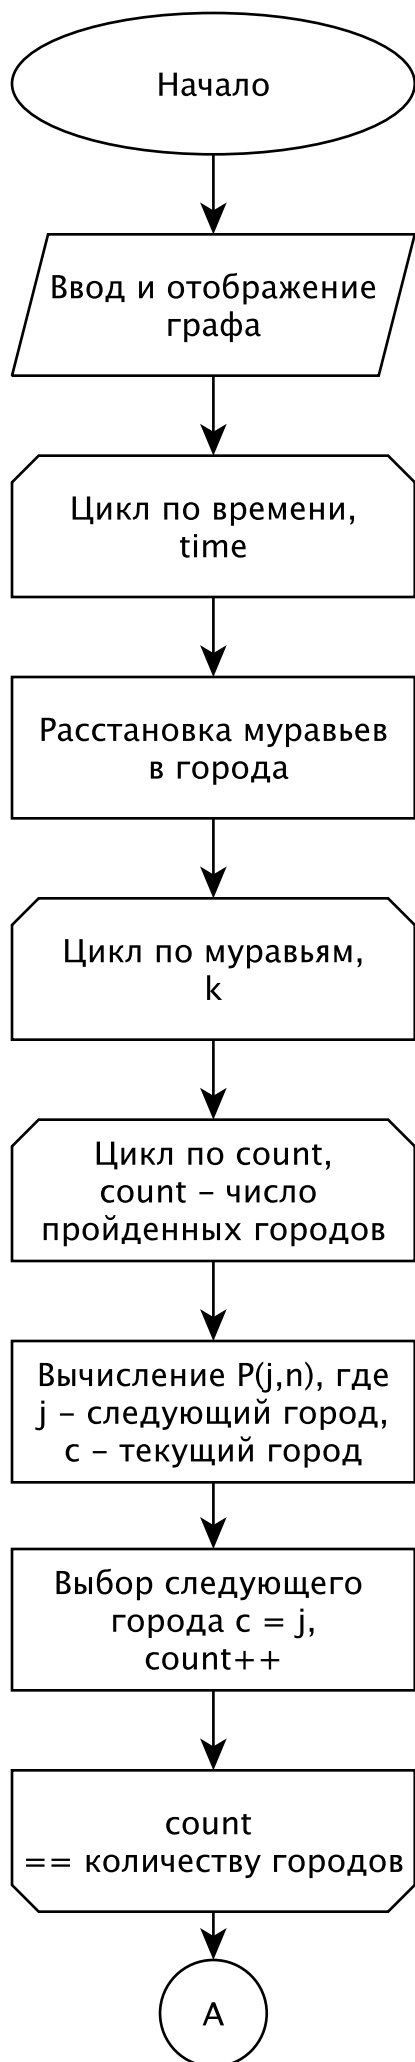 Начало
Ввод и отображение
графа
Цикл по времени,
time
Расстановка муравьев
в города
Цикл по муравьям,
k
Цикл по count,
count – число
пройденных городов
Вычисление P(j,n), где
j – следующий город,
c – текущий город
Выбор следующего
города c = j,
count++
count
== количеству городов
A